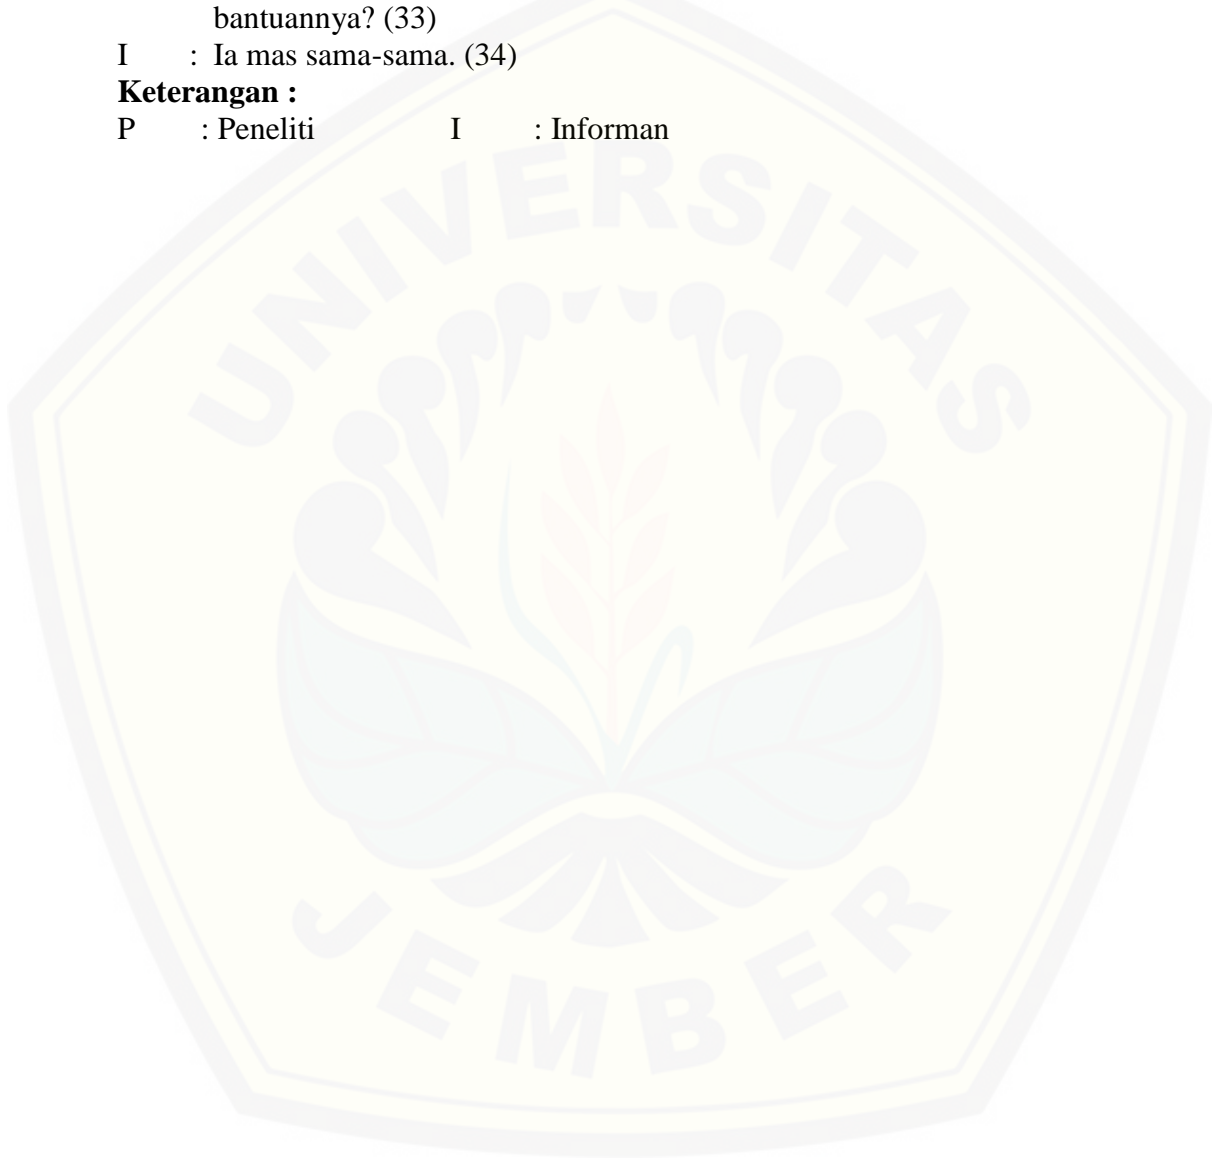 bantuannya? (33)
I : Ia mas sama-sama. (34)
Keterangan :
P : Peneliti I : Informan
UNIVERSITAS
JEMBER